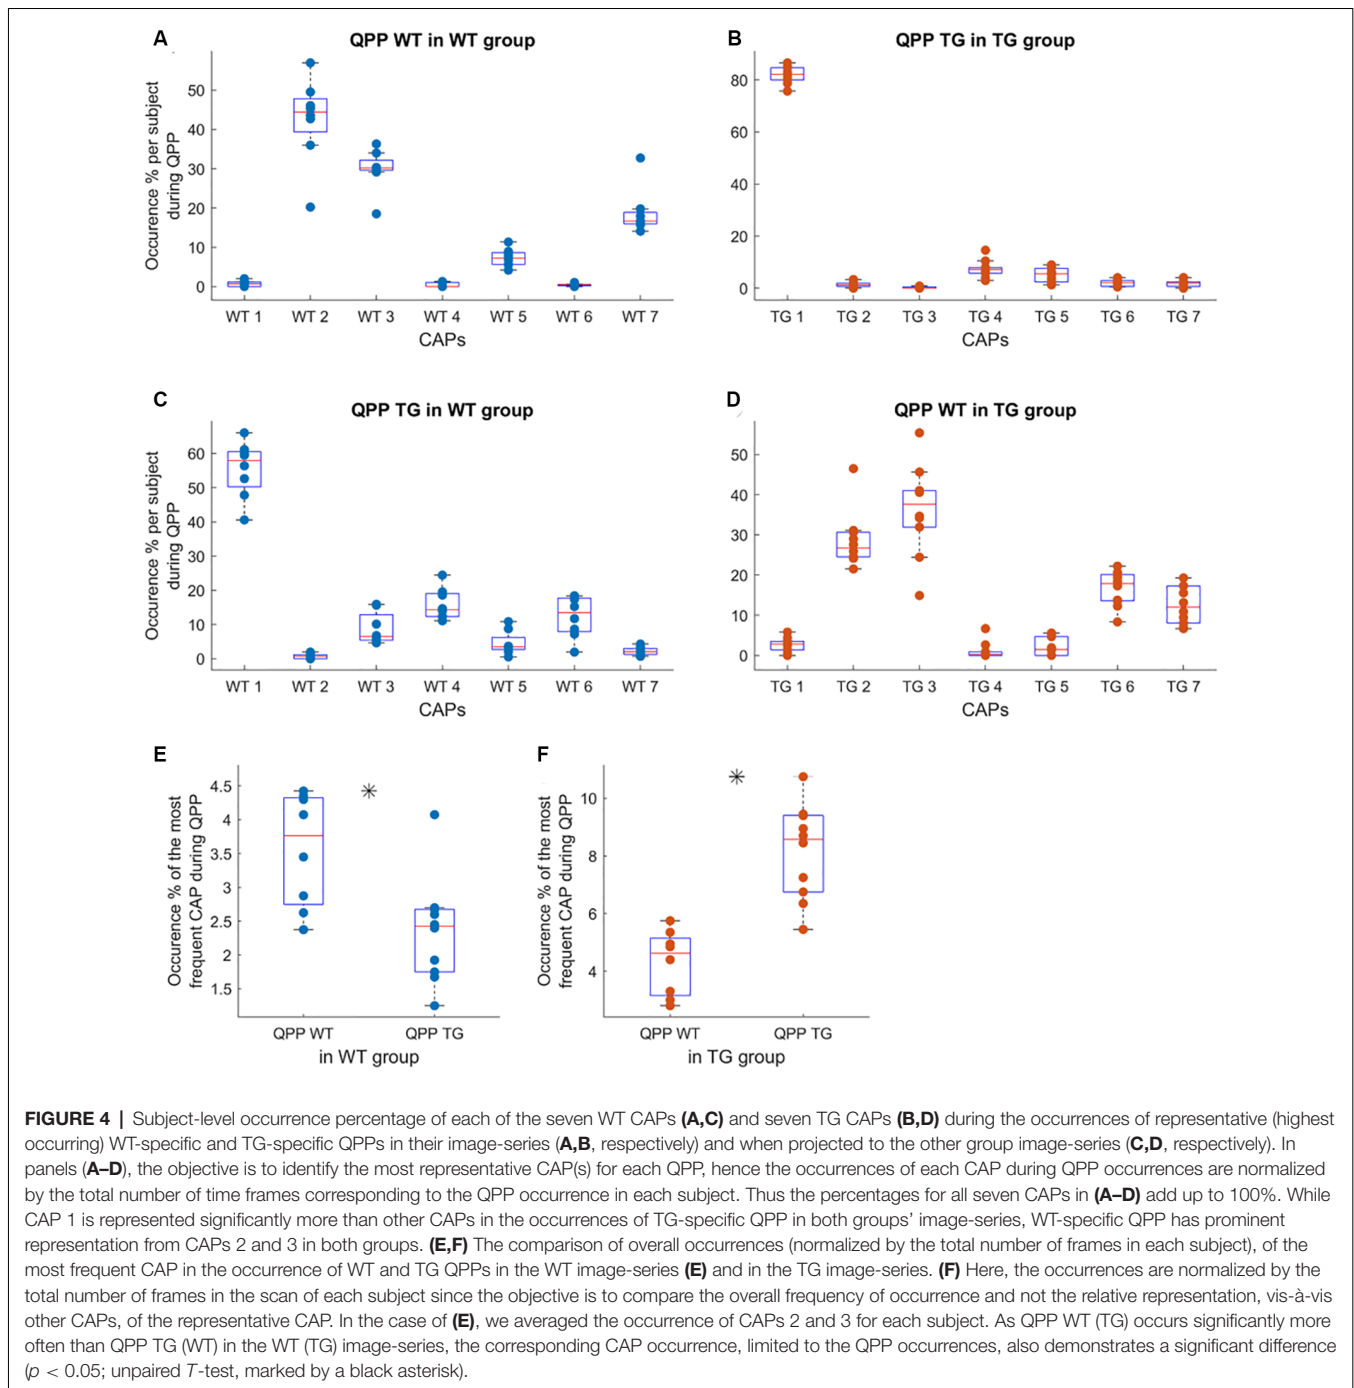 A
QPP WT in WT group
Occurence % per subject
during QPP
50
40
30
20
10
0
WT 1 WT 2 WT 3 WT 4 WT 5 WT 6 WT 7
CAPs
B
QPP TG in TG group
80
60
40
20
0
TG 1 TG 2 TG 3 TG 4 TG 5 TG 6 TG 7
CAPs
C
QPP TG in WT group
Occurence % per subject
during QPP
60
50
40
30
20
10
0
WT 1 WT 2 WT 3 WT 4 WT 5 WT 6 WT 7
CAPs
D
QPP WT in TG group
50
40
30
20
10
0
TG 1 TG 2 TG 3 TG 4 TG 5 TG 6 TG 7
CAPs
E
Occurence % of the most
frequent CAP during QPP
4.5
4
3.5
3
2.5
2
1.5
QPP WT QPP TG
in WT group
F
Occurence % of the most
frequent CAP during QPP
10
8
6
4
QPP WT QPP TG
in TG group
FIGURE 4 | Subject-level occurrence percentage of each of the seven WT CAPs (A,C) and seven TG CAPs (B,D) during the occurrences of representative (highest
occurring) WT-specific and TG-specific QPPs in their image-series (A,B, respectively) and when projected to the other group image-series (C,D, respectively). In
panels (A–D), the objective is to identify the most representative CAP(s) for each QPP, hence the occurrences of each CAP during QPP occurrences are normalized
by the total number of time frames corresponding to the QPP occurrence in each subject. Thus the percentages for all seven CAPs in (A–D) add up to 100%. While
CAP 1 is represented significantly more than other CAPs in the occurrences of TG-specific QPP in both groups’ image-series, WT-specific QPP has prominent
representation from CAPs 2 and 3 in both groups. (E,F) The comparison of overall occurrences (normalized by the total number of frames in each subject), of the
most frequent CAP in the occurrence of WT and TG QPPs in the WT image-series (E) and in the TG image-series. (F) Here, the occurrences are normalized by the
total number of frames in the scan of each subject since the objective is to compare the overall frequency of occurrence and not the relative representation, vis-à-vis
other CAPs, of the representative CAP. In the case of (E), we averaged the occurrence of CAPs 2 and 3 for each subject. As QPP WT (TG) occurs significantly more
often than QPP TG (WT) in the WT (TG) image-series, the corresponding CAP occurrence, limited to the QPP occurrences, also demonstrates a significant difference
(p < 0.05; unpaired T-test, marked by a black asterisk).